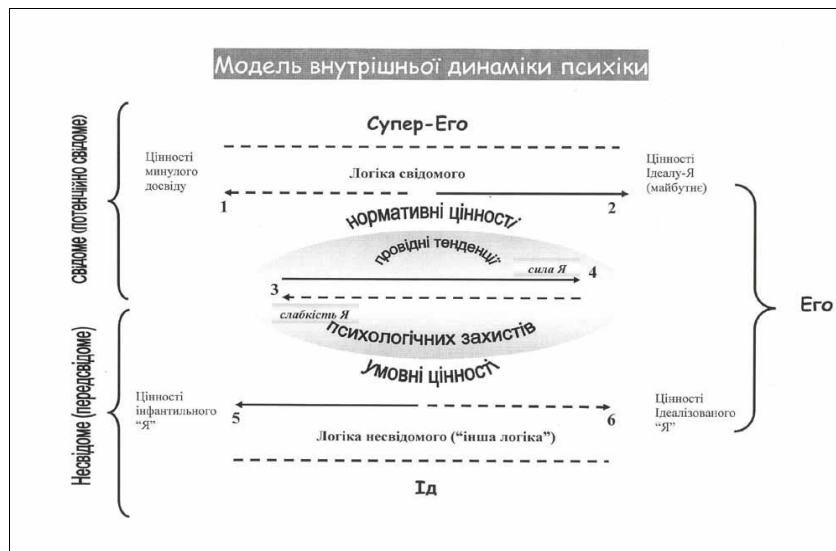 Модель внутрішньої динаміки психіки
Супер-Его
Цінності
минулого
досвіду
Логіка свідомого
Цінності
Ідеалу-Я
(майбутнє)
1
2
нормативні цінності
провідні тенденції
сила Я
4
3
слабкість Я
психологічних захистів
умовні цінності
Цінності
інфантильного
“Я”
5
6
Цінності
Ідеалізованого
“Я”
Логіка несвідомого (“інша логіка”)
Ід
свідоме (потенційно свідоме)
Несвідоме (передсвідоме)
Его